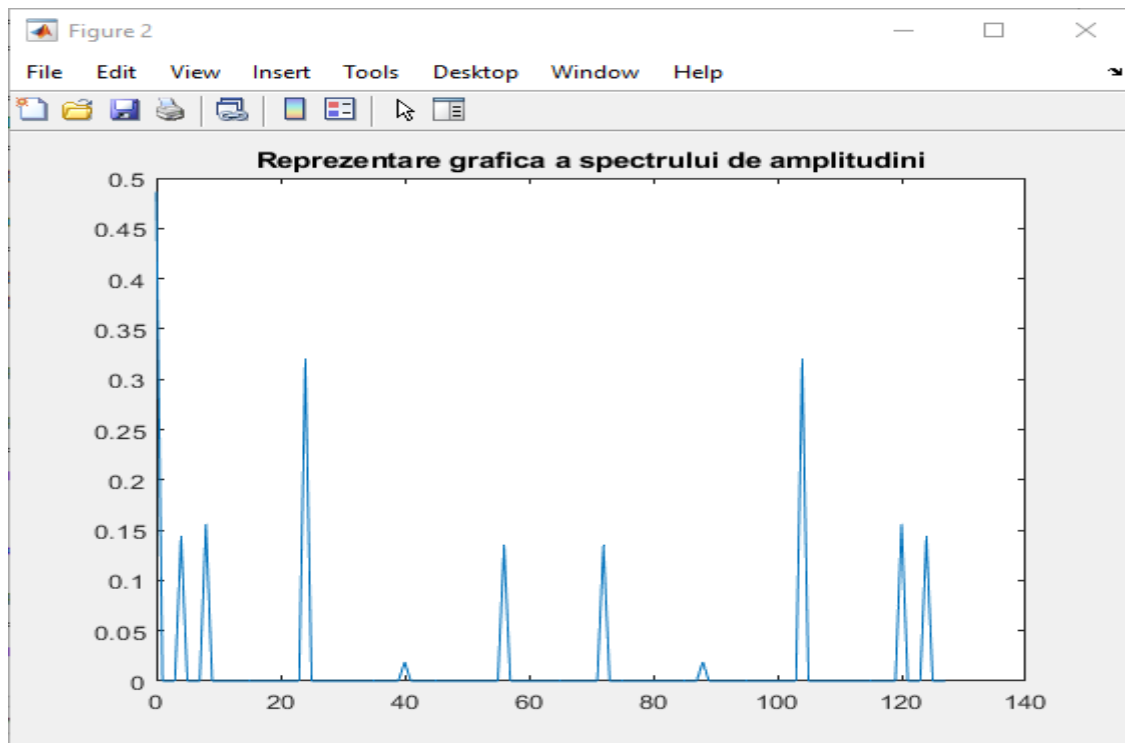 Figure 2
File Edit View Insert Tools Desktop Window Help
Reprezentare grafica a spectrului de amplitudini
0.5
0.45
0.4
0.35
0.3
0.25
0.2
0.15
0.1
0.05
0
0 20 40 60 80 100 120 140